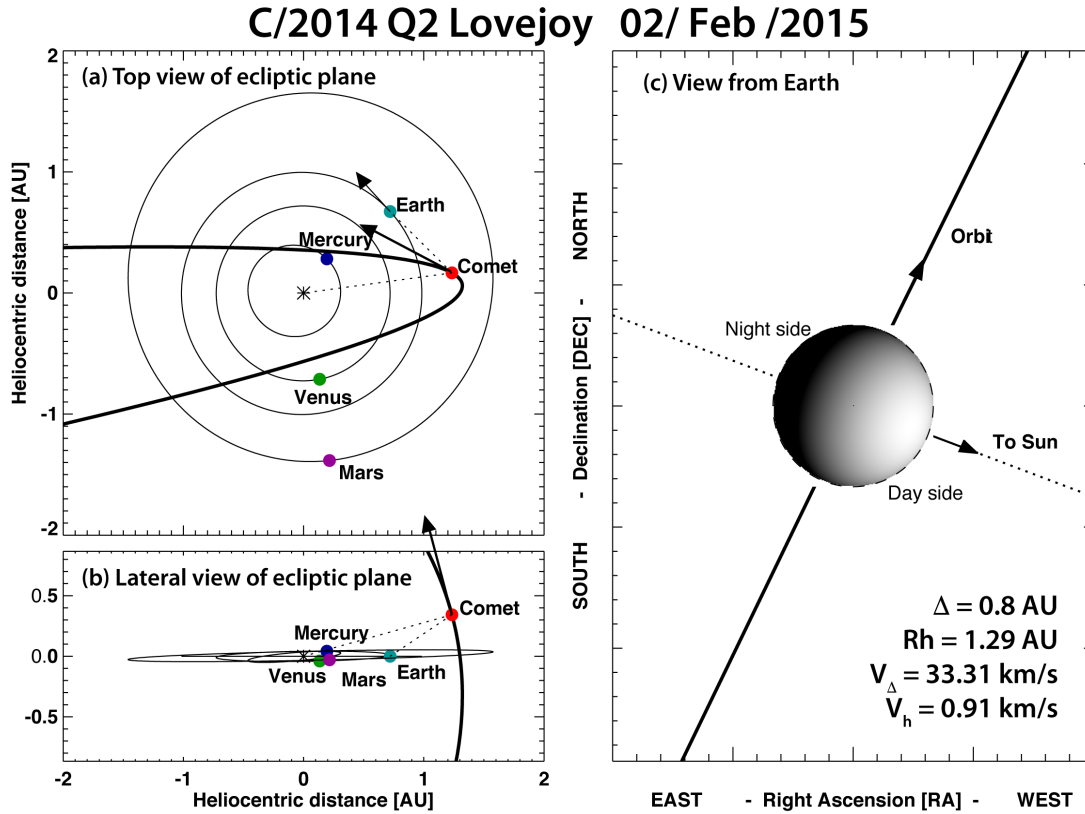 C/2014 Q2 Lovejoy 02/ Feb /2015
(a) Top view of ecliptic plane
Heliocentric distance [AU]
2
1
0
-1
-2
Earth
Mercury
Comet
Venus
Mars
(b) Lateral view of ecliptic plane
0.5
0.0
-0.5
Comet
Mercury
Venus
Mars
Earth
-2
-1
0
1
2
Heliocentric distance [AU]
(c) View from Earth
SOUTH - Declination [DEC] - NORTH
Orbit
Night side
To Sun
Day side
Δ = 0.8 AU
Rh = 1.29 AU
VΔ = 33.31 km/s
Vh = 0.91 km/s
EAST - Right Ascension [RA] - WEST